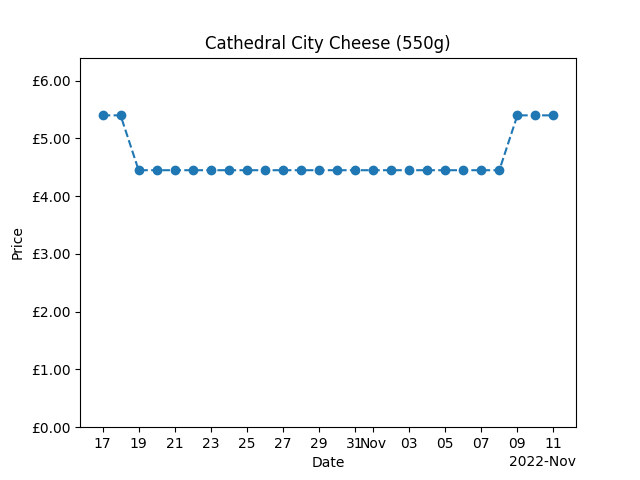 Cathedral City Cheese (550g)
£6.00
£5.00
£4.00
£3.00
£2.00
£1.00
£0.00
Price
17 19 21 23 25 27 29 31 Nov 03 05 07 09 11
Date
2022-Nov